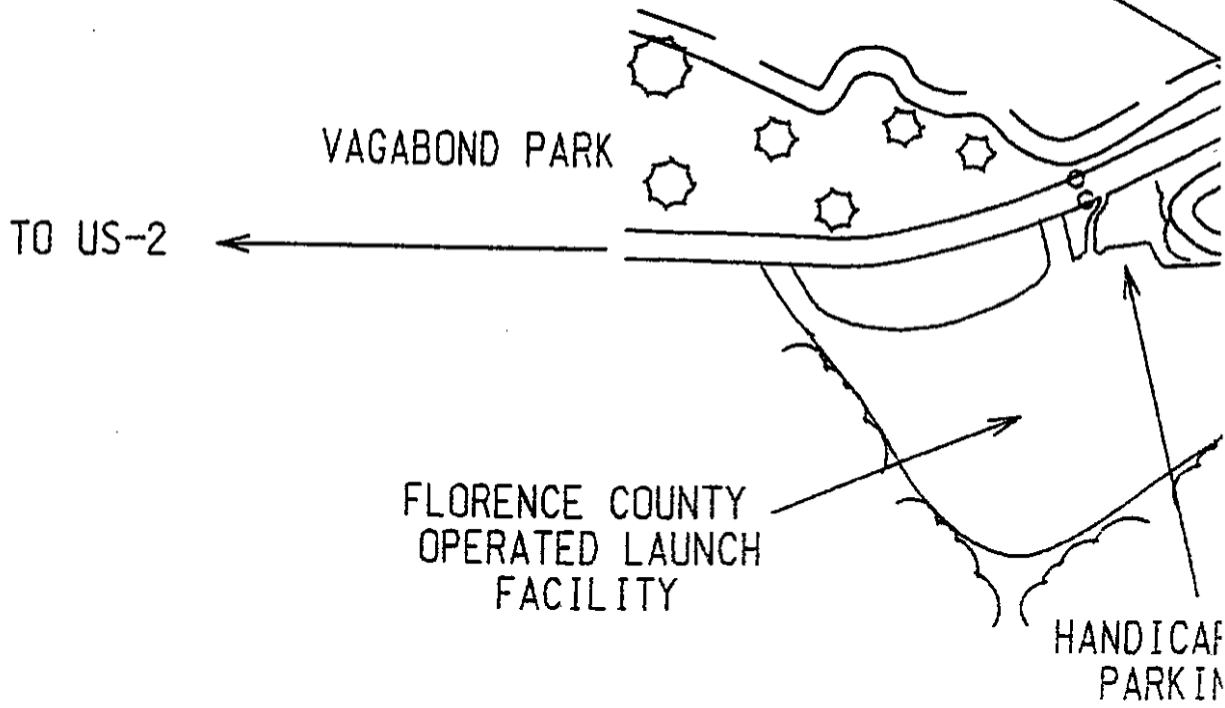 VAGABOND PARK
TO US-2
FLORENCE COUNTY
OPERATED LAUNCH
FACILITY